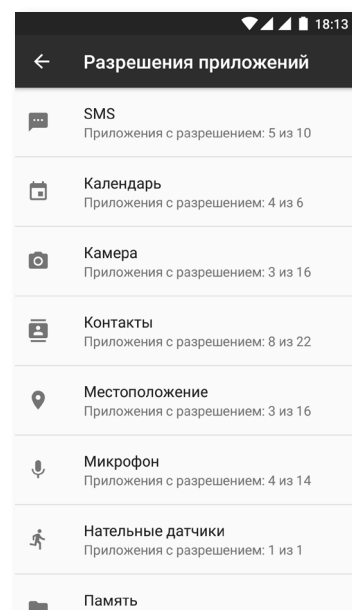 18:13
Разрешения приложений
SMS
Приложения с разрешением: 5 из 10
Календарь
Приложения с разрешением: 4 из 6
Камера
Приложения с разрешением: 3 из 16
Контакты
Приложения с разрешением: 8 из 22
Местоположение
Приложения с разрешением: 3 из 16
Микрофон
Приложения с разрешением: 4 из 14
Нательные датчики
Приложения с разрешением: 1 из 1
Память